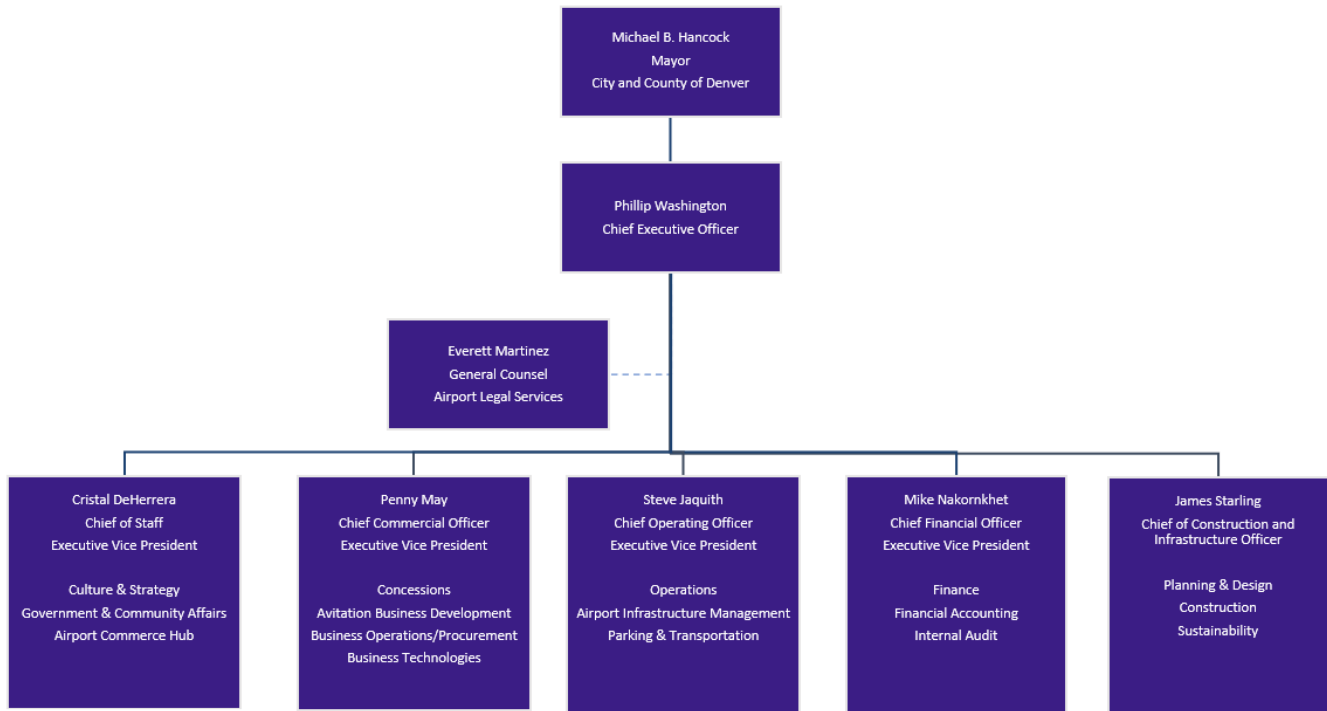 Michael B. Hancock
Mayor
City and County of Denver
Phillip Washington
Chief Executive Officer
Everett Martinez
General Counsel
Airport Legal Services
Cristal DeHerrera
Chief of Staff
Executive Vice President
Culture & Strategy
Government & Community Affairs
Airport Commerce Hub
Penny May
Chief Commercial Officer
Executive Vice President
Concessions
Avitation Business Development
Business Operations/Procurement
Business Technologies
Steve Jaquith
Chief Operating Officer
Executive Vice President
Operations
Airport Infrastructure Management
Parking & Transportation
Mike Nakornkhet
Chief Financial Officer
Executive Vice President
Finance
Financial Accounting
Internal Audit
James Starling
Chief of Construction and
Infrastructure Officer
Planning & Design
Construction
Sustainability